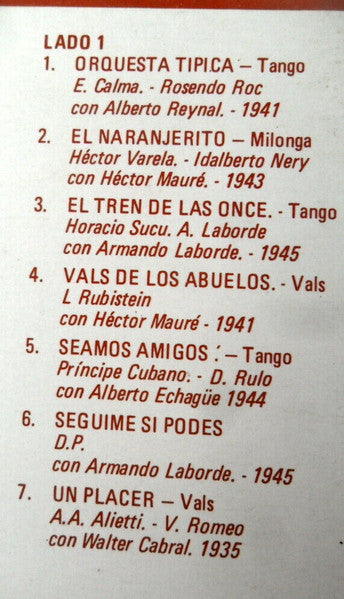 LADO 1
1. ORQUESTA TIPICA – Tango
E. Calma. - Rosendo Roc
con Alberto Reynal. - 1941
2. EL NARANJERITO – Milonga
Héctor Varela. - Idalberto Nery
con Héctor Mauré. - 1943
3. EL TREN DE LAS ONCE. - Tango
Horacio Sucu. A. Laborde
con Armando Laborde. - 1945
4. VALS DE LOS ABUELOS. - Vals
L Rubistein
con Héctor Mauré - 1941
5. SEAMOS AMIGOS : – Tango
Príncipe Cubano. - D. Rulo
con Alberto Echagüe 1944
6. SEGUIME SI PODES
D.P.
con Armando Laborde. - 1945
7. UN PLACER – Vals
A.A. Alietti. - V. Romeo
con Walter Cabral. 1935